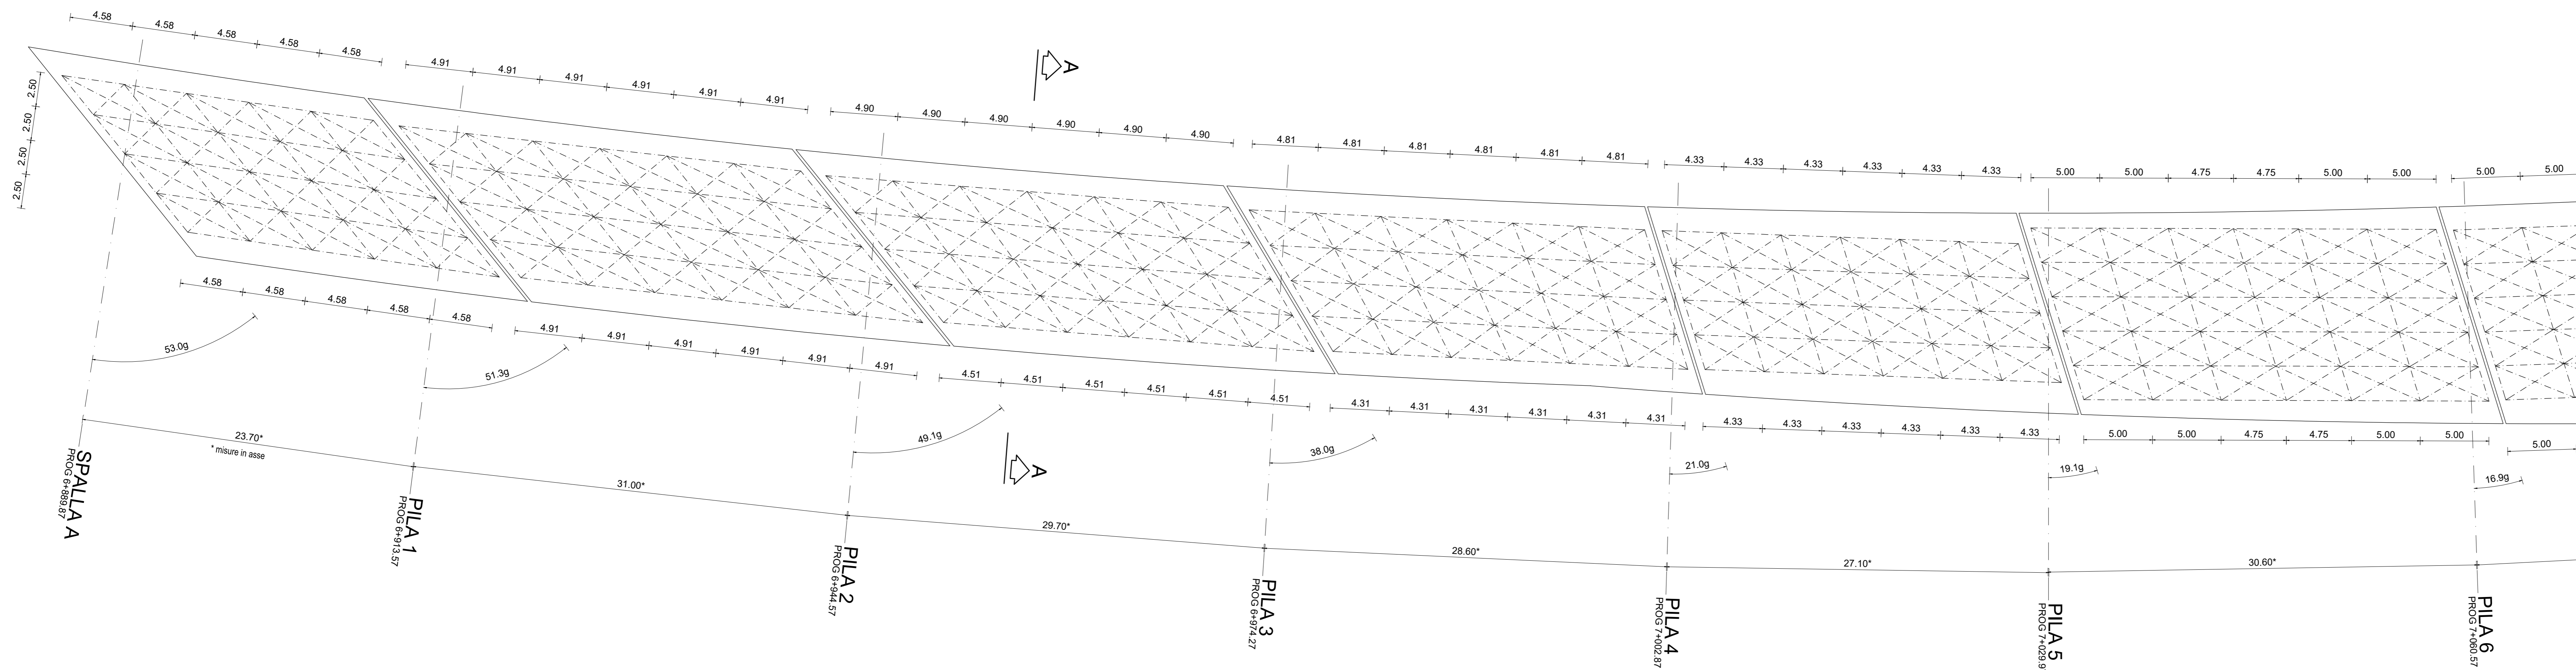 4.58 4.58 4.58 4.58 4.58
4.91 4.91 4.91 4.91 4.91 4.91
A
4.90 4.90 4.90 4.90 4.90 4.90
4.81 4.81 4.81 4.81 4.81 4.81
4.33 4.33 4.33 4.33 4.33 4.33
5.00 5.00 4.75 4.75 5.00 5.00
5.00 5.00
2.50 2.50 2.50 2.50
4.58 4.58 4.58 4.58 4.58
4.91 4.91 4.91 4.91 4.91 4.91
4.51 4.51 4.51 4.51 4.51 4.51
4.31 4.31 4.31 4.31 4.31 4.31
4.33 4.33 4.33 4.33 4.33 4.33
5.00 5.00 4.75 4.75 5.00 5.00
5.00
53.0g
51.3g
49.1g
A
38.0g
21.0g
19.1g
16.9g
23.70*
* misure in asse
31.00*
29.70*
28.60*
27.10*
30.60*
SPALLA A
PROG 6+889.87
PILA 1
PROG 6+913.57
PILA 2
PROG 6+944.57
PILA 3
PROG 6+974.27
PILA 4
PROG 7+002.87
PILA 5
PROG 7+029.9
PILA 6
PROG 7+060.57